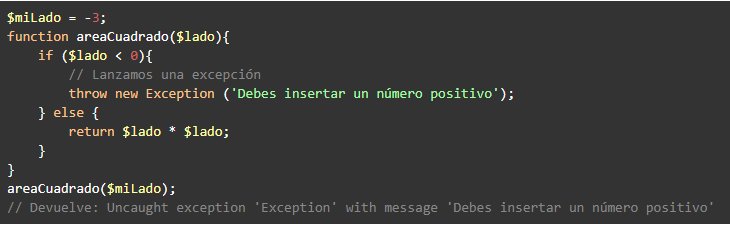 $miLado = -3;
function areaCuadrado($lado){
    if ($lado < 0){
        // Lanzamos una excepción
        throw new Exception ('Debes insertar un número positivo');
    } else {
        return $lado * $lado;
    }
}
areaCuadrado($miLado);
// Devuelve: Uncaught exception 'Exception' with message 'Debes insertar un número positivo'